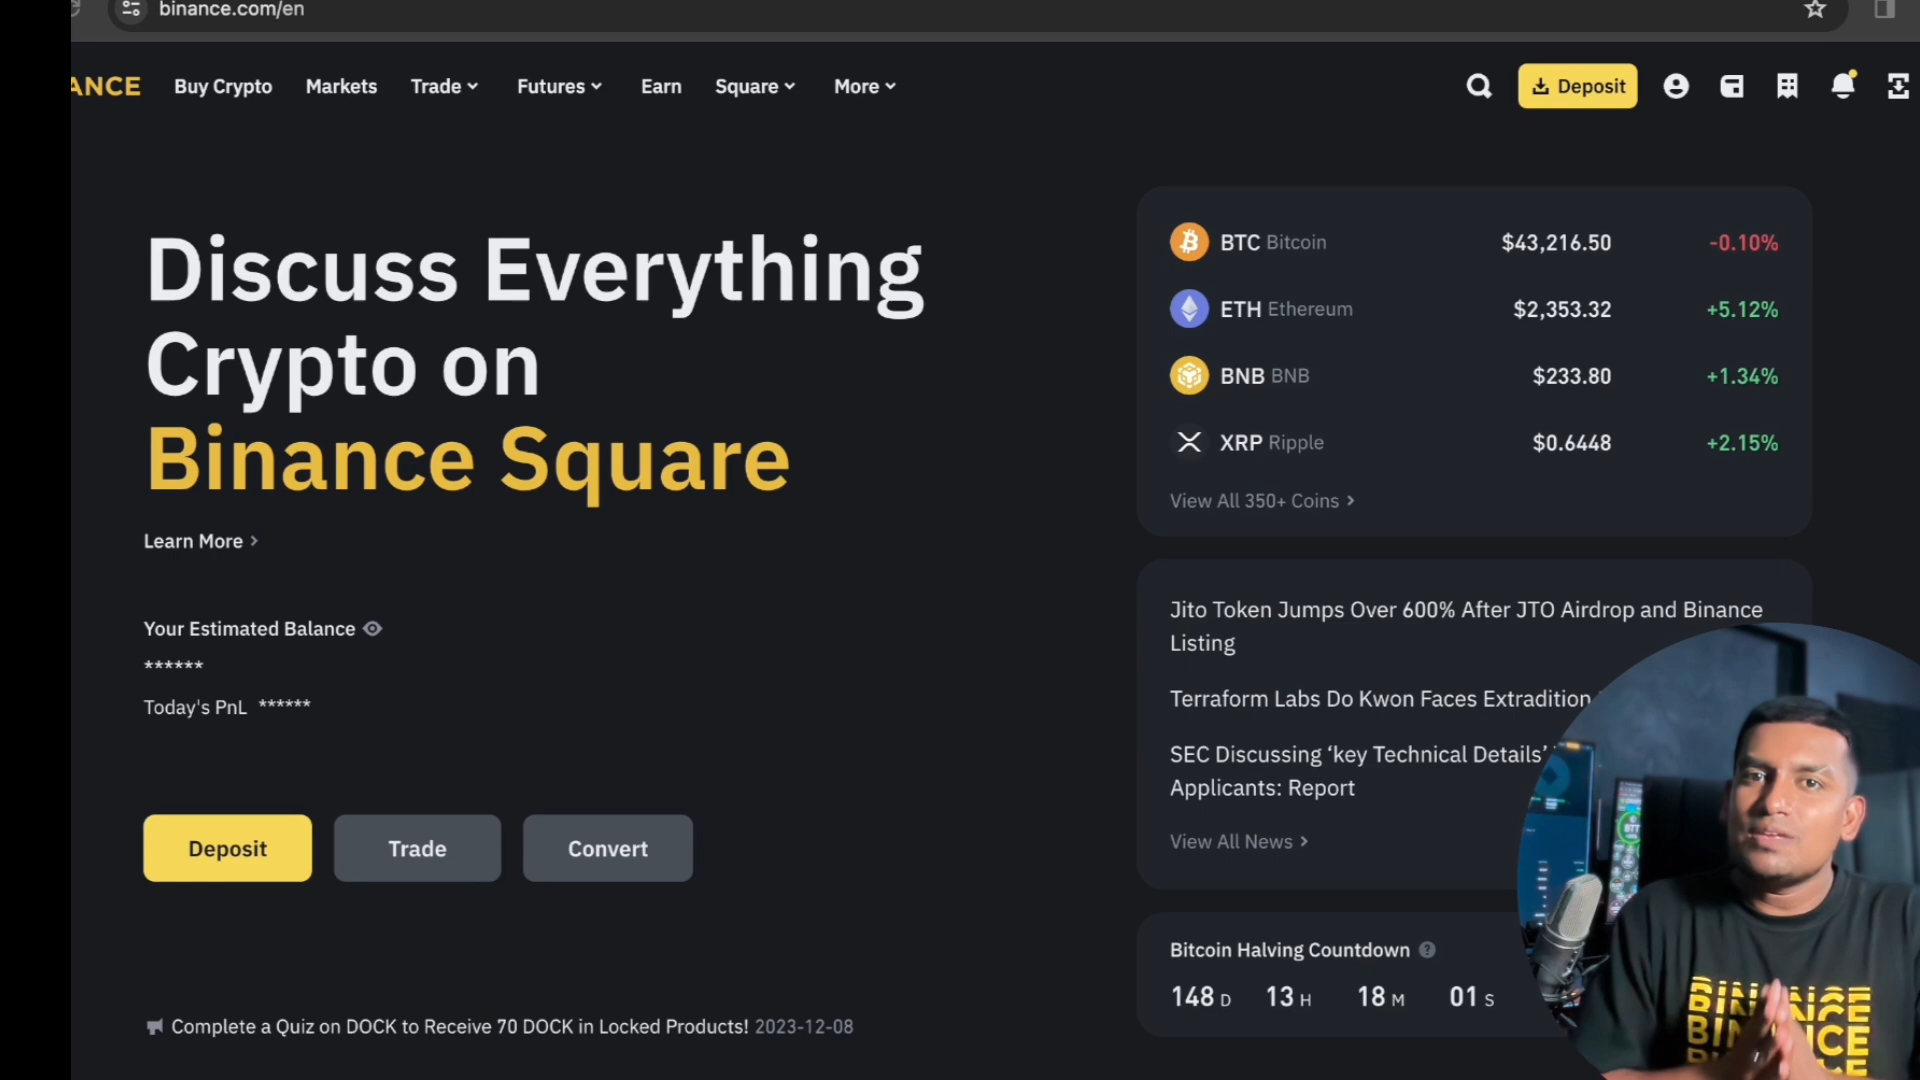 binance.com/en
ANCE
Buy Crypto
Markets
Trade
Futures
Earn
Square
More
Deposit
Discuss Everything
Crypto on
Binance Square
Learn More
Your Estimated Balance
******
Today's PnL ******
Deposit
Trade
Convert
Complete a Quiz on DOCK to Receive 70 DOCK in Locked Products! 2023-12-08
BTC Bitcoin $43,216.50 -0.10%
ETH Ethereum $2,353.32 +5.12%
BNB BNB $233.80 +1.34%
XRP Ripple $0.6448 +2.15%
View All 350+ Coins
Jito Token Jumps Over 600% After JTO Airdrop and Binance
Listing
Terraform Labs Do Kwon Faces Extradition
SEC Discussing ‘key Technical Details’
Applicants: Report
View All News
Bitcoin Halving Countdown
148 D 13 H 18 M 01 S
BINANCE
BINANCE